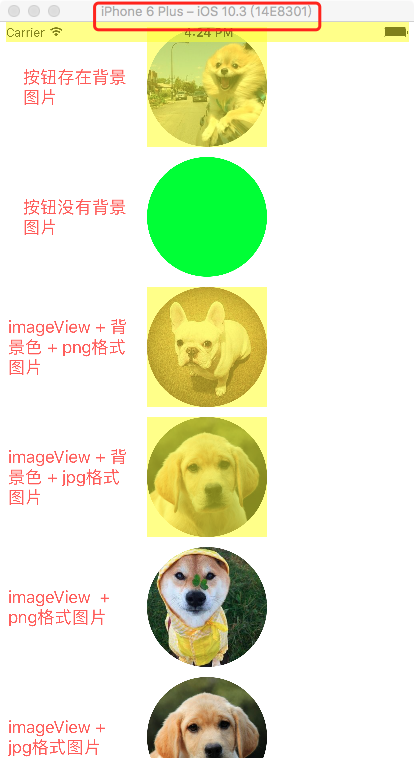 iPhone 6 Plus – iOS 10.3 (14E8301)
Carrier 4:24 PM
按钮存在背景
图片
按钮没有背景
图片
imageView + 背
景色 + png格式
图片
imageView + 背
景色 + jpg格式
图片
imageView +
png格式图片
imageView +
jpg格式图片